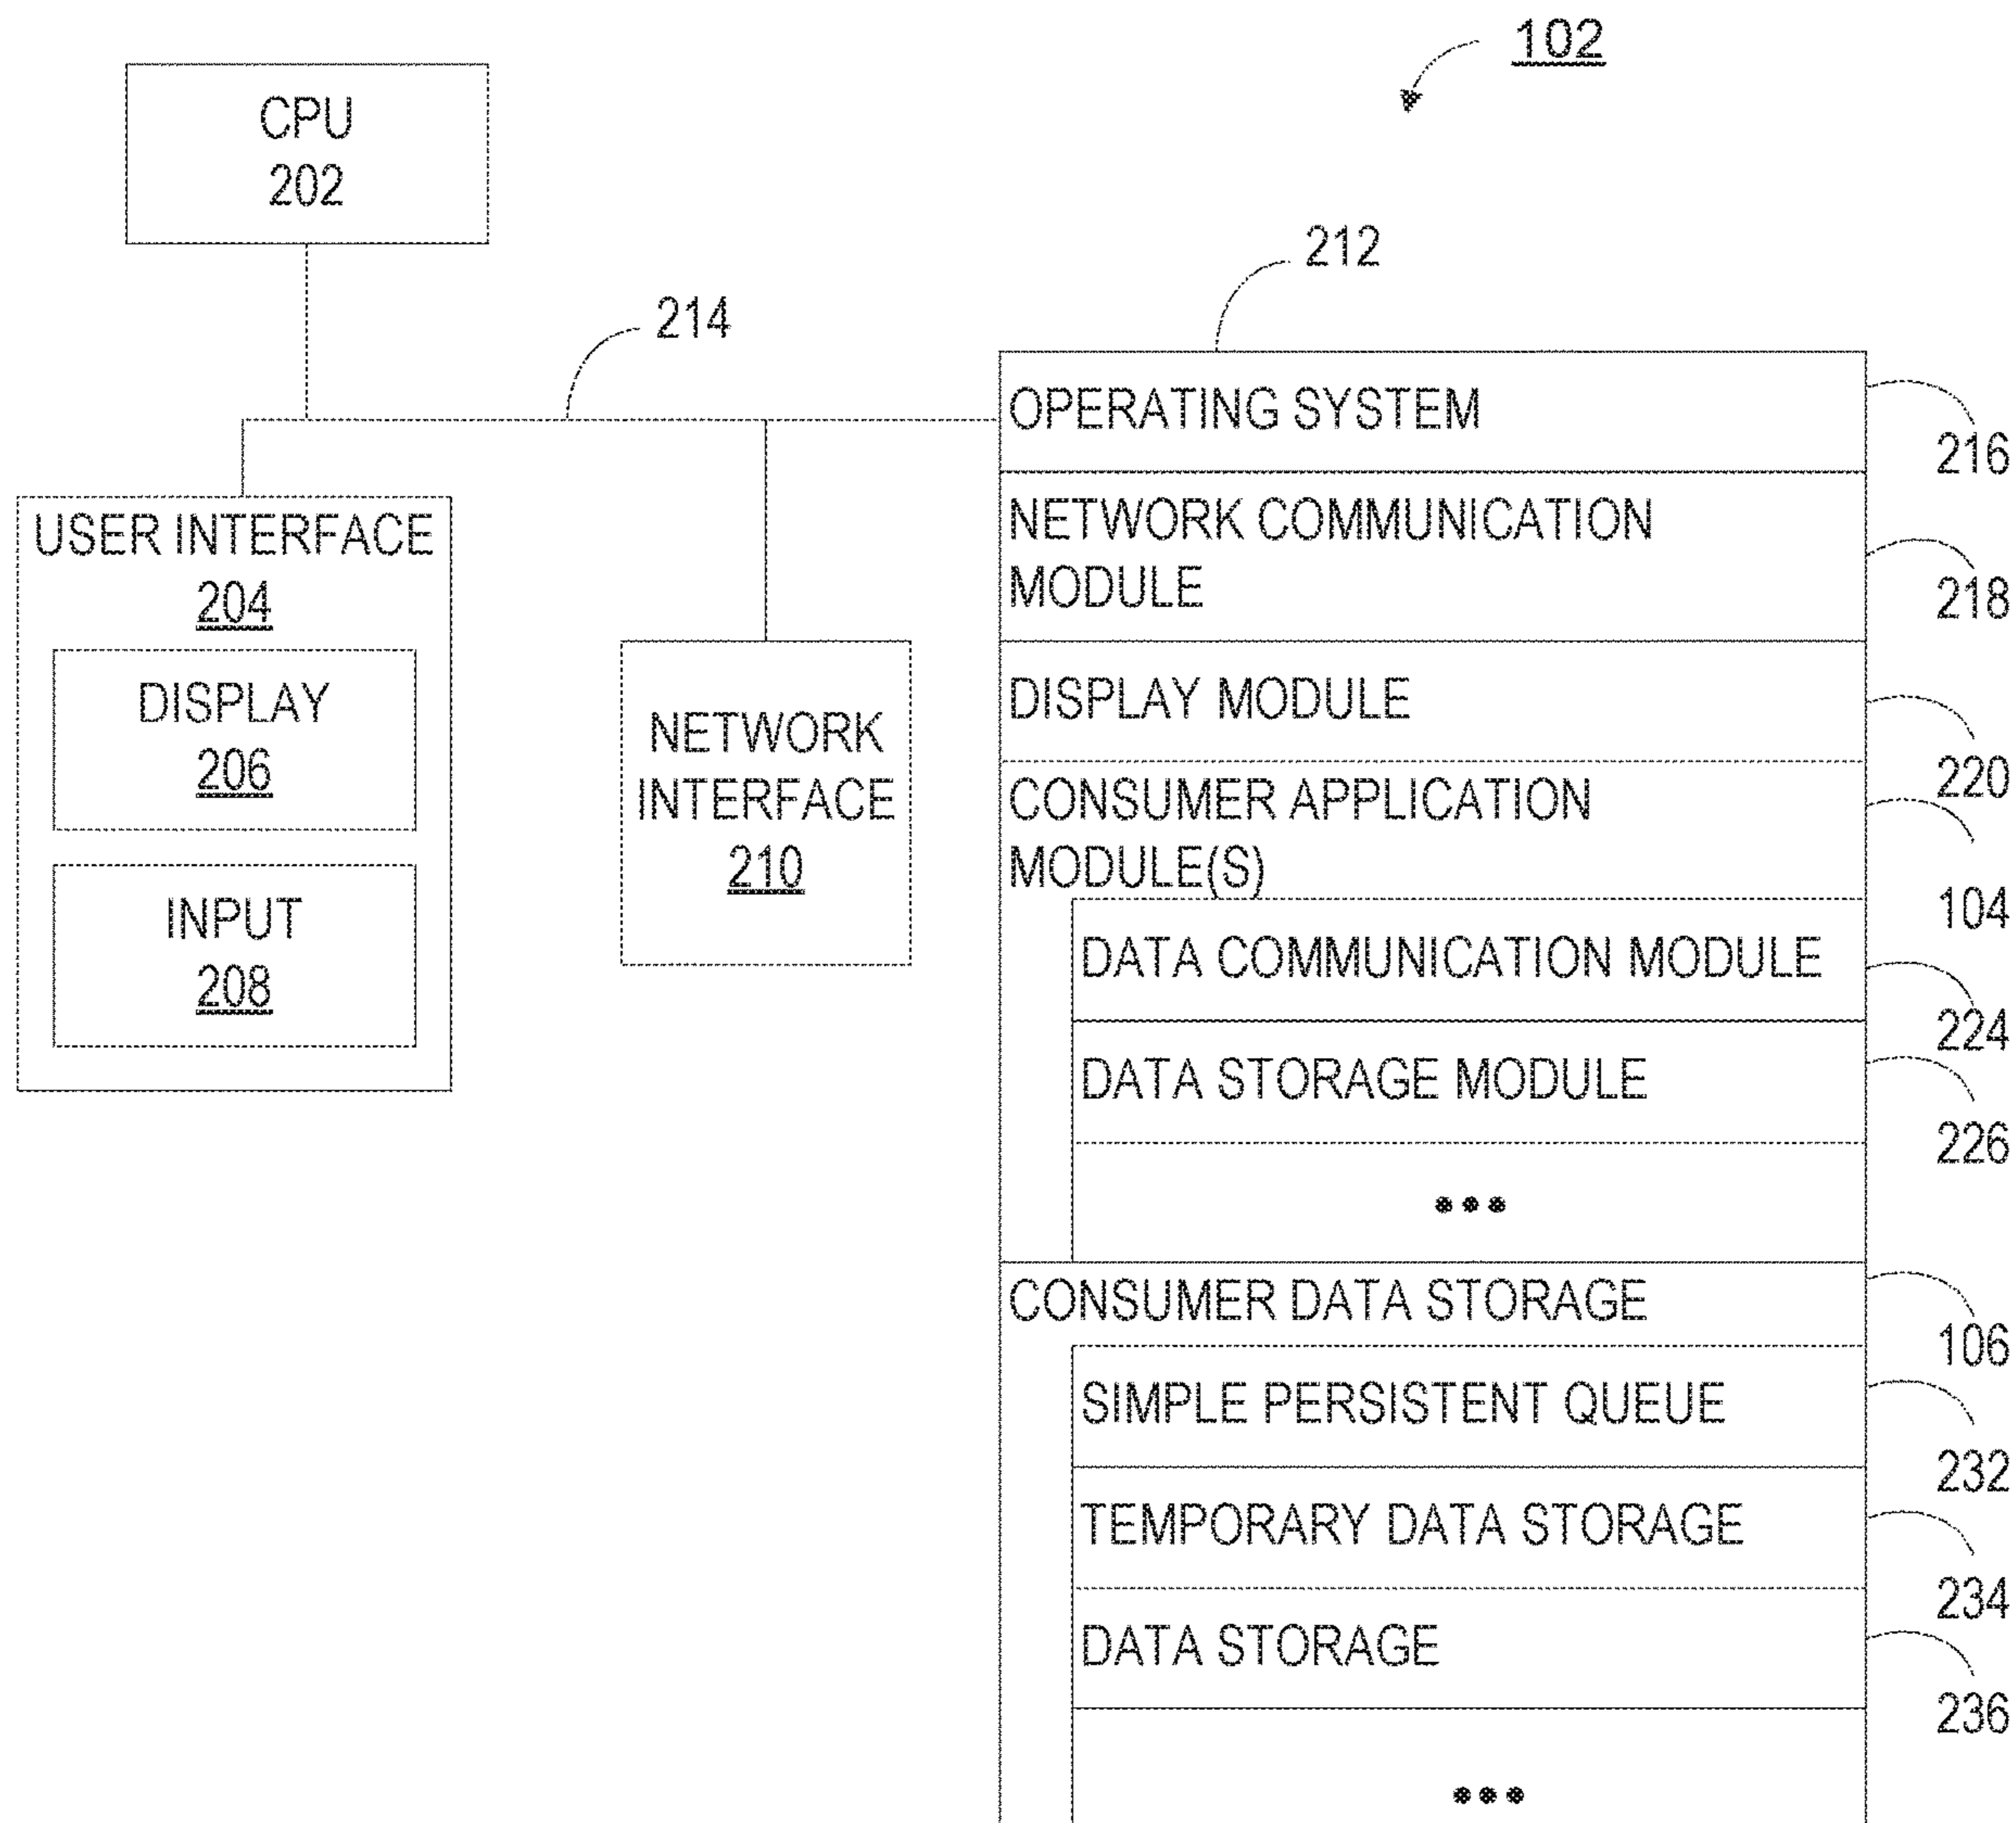 102
CPU
202
212
214
USER INTERFACE
204
DISPLAY
206
INPUT
208
NETWORK
INTERFACE
210
OPERATING SYSTEM
216
NETWORK COMMUNICATION
MODULE
218
DISPLAY MODULE
220
CONSUMER APPLICATION
MODULE(S)
104
DATA COMMUNICATION MODULE
224
DATA STORAGE MODULE
226
•••
CONSUMER DATA STORAGE
106
SIMPLE PERSISTENT QUEUE
232
TEMPORARY DATA STORAGE
234
DATA STORAGE
236
•••